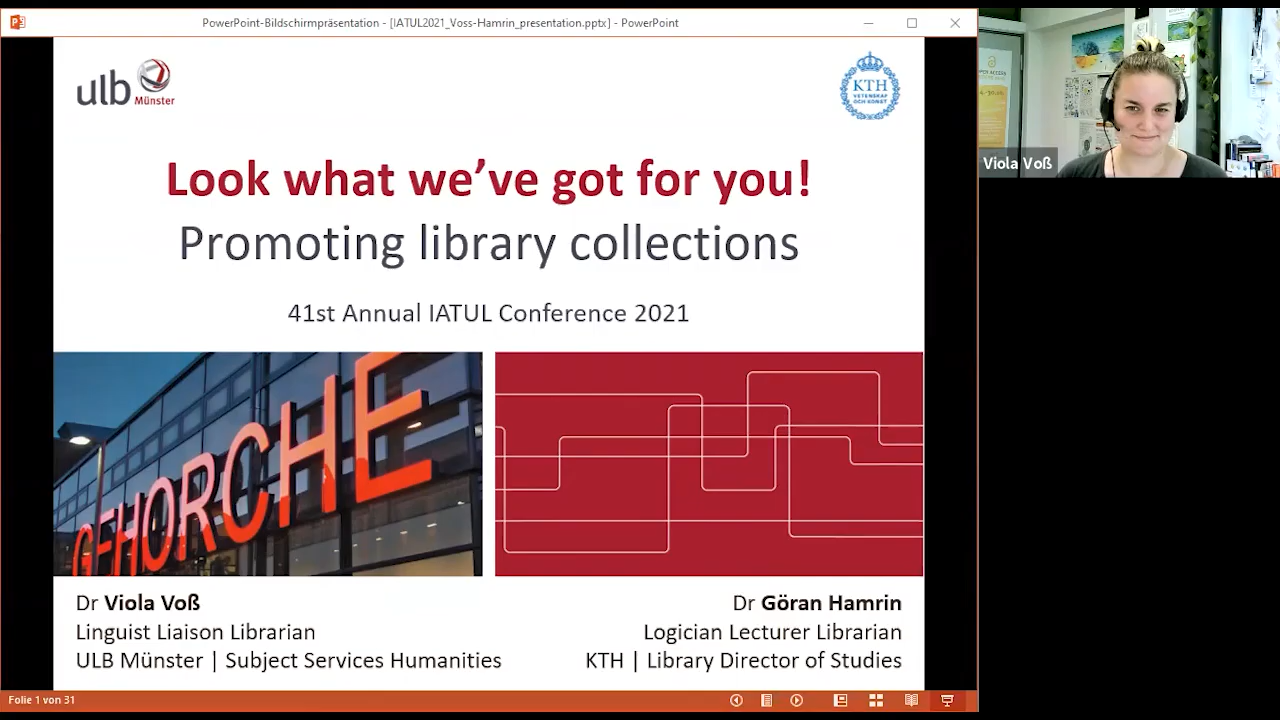 PowerPoint-Bildschirmpräsentation - [IATUL2021_Voss-Hamrin_presentation.pptx] - PowerPoint
ulb
Münster
KTH
VETENSKAP
OCH KONST
Look what we've got for you!
Promoting library collections
41st Annual IATUL Conference 2021
GEHORCHE
Dr Viola Voß
Linguist Liaison Librarian
ULB Münster | Subject Services Humanities
Dr Göran Hamrin
Logician Lecturer Librarian
KTH | Library Director of Studies
Folie 1 von 31
Viola Voß